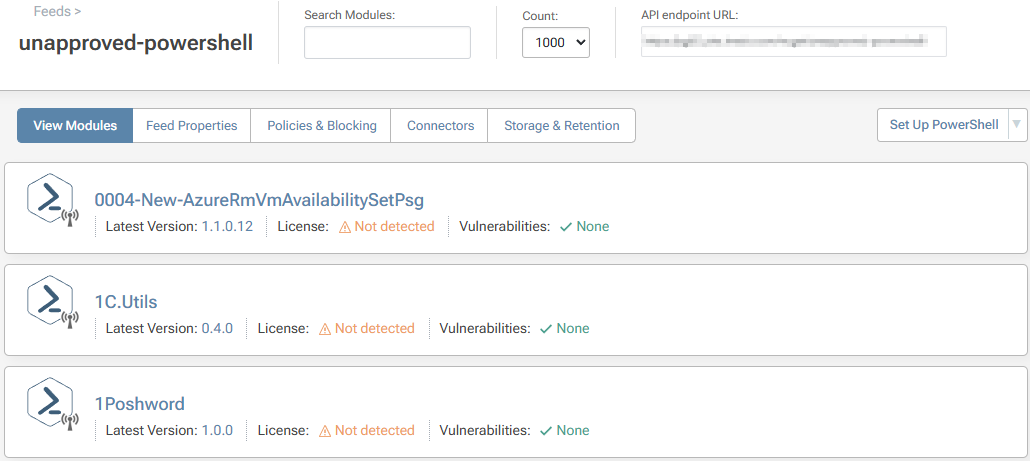 Feeds >
unapproved-powershell
Search Modules:
Count:
1000
API endpoint URL:
View Modules
Feed Properties
Policies & Blocking
Connectors
Storage & Retention
Set Up PowerShell
0004-New-AzureRmVmAvailabilitySetPsg
Latest Version: 1.1.0.12 License: Not detected Vulnerabilities: None
1C.Utils
Latest Version: 0.4.0 License: Not detected Vulnerabilities: None
1Poshword
Latest Version: 1.0.0 License: Not detected Vulnerabilities: None